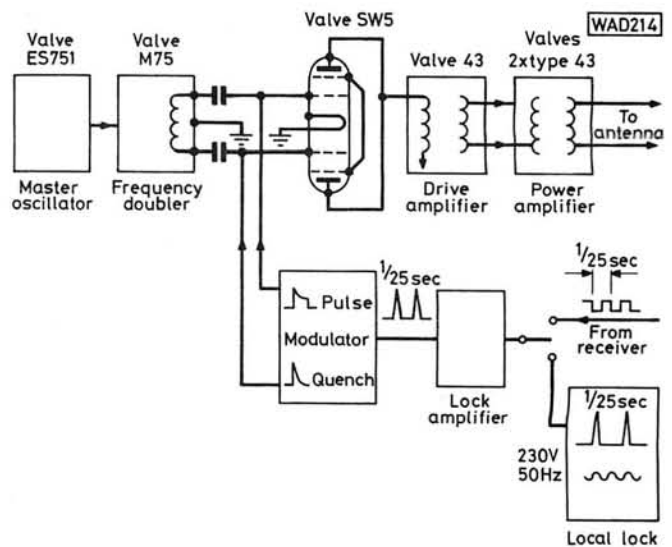 WAD214
Valve SW5
Valve
ES751
Valve
M75
Valve 43
Valves
2xtype 43
To
antenna
Master
oscillator
Frequency
doubler
Drive
amplifier
Power
amplifier
1/25 sec
Pulse
Modulator
Quench
1/25 sec
Lock
amplifier
From
receiver
1/25sec
230V
50Hz
Local lock